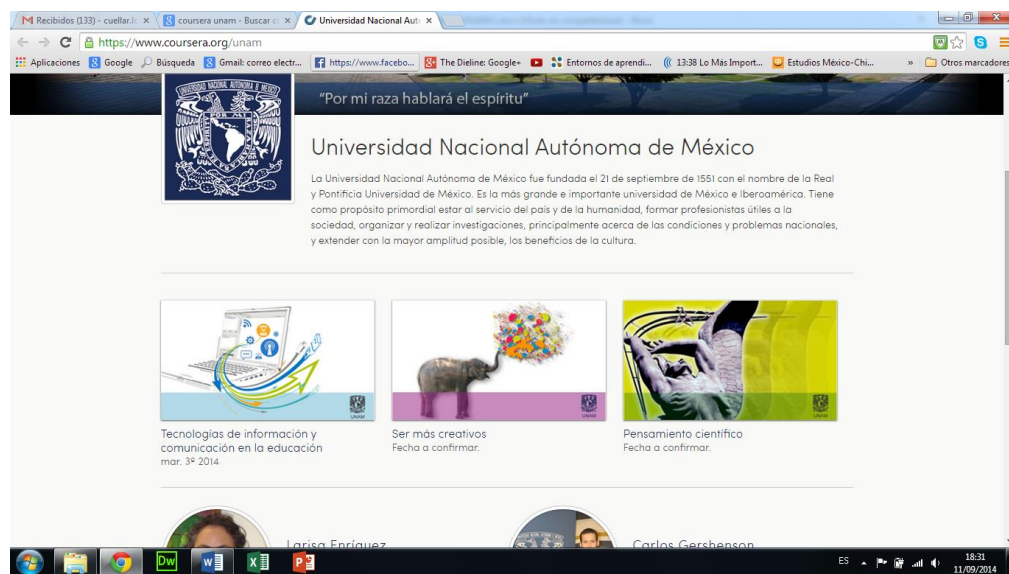 Recibidos (133) - cuellar.lc
coursera unam - Buscar c
Universidad Nacional Aut
https://www.coursera.org/unam
Aplicaciones Google Búsqueda Gmail: correo electr... https://www.facebo... The Dieline: Google+ Entornos de aprendi... 13:38 Lo Más Import... Estudios México-Chi... » Otros marcadores
"Por mi raza hablará el espíritu"
Universidad Nacional Autónoma de México
La Universidad Nacional Autónoma de México fue fundada el 21 de septiembre de 1551 con el nombre de la Real
y Pontificia Universidad de México. Es la más grande e importante universidad de México e Iberoamérica. Tiene
como propósito primordial estar al servicio del país y de la humanidad, formar profesionistas útiles a la
sociedad, organizar y realizar investigaciones, principalmente acerca de las condiciones y problemas nacionales,
y extender con la mayor amplitud posible, los beneficios de la cultura.
UNAM
UNAM
UNAM
Tecnologías de información y
comunicación en la educación
mar. 3º 2014
Ser más creativos
Fecha a confirmar.
Pensamiento científico
Fecha a confirmar.
Larisa Enríquez
Carlos Gershenson
Dw
ES
18:31
11/09/2014